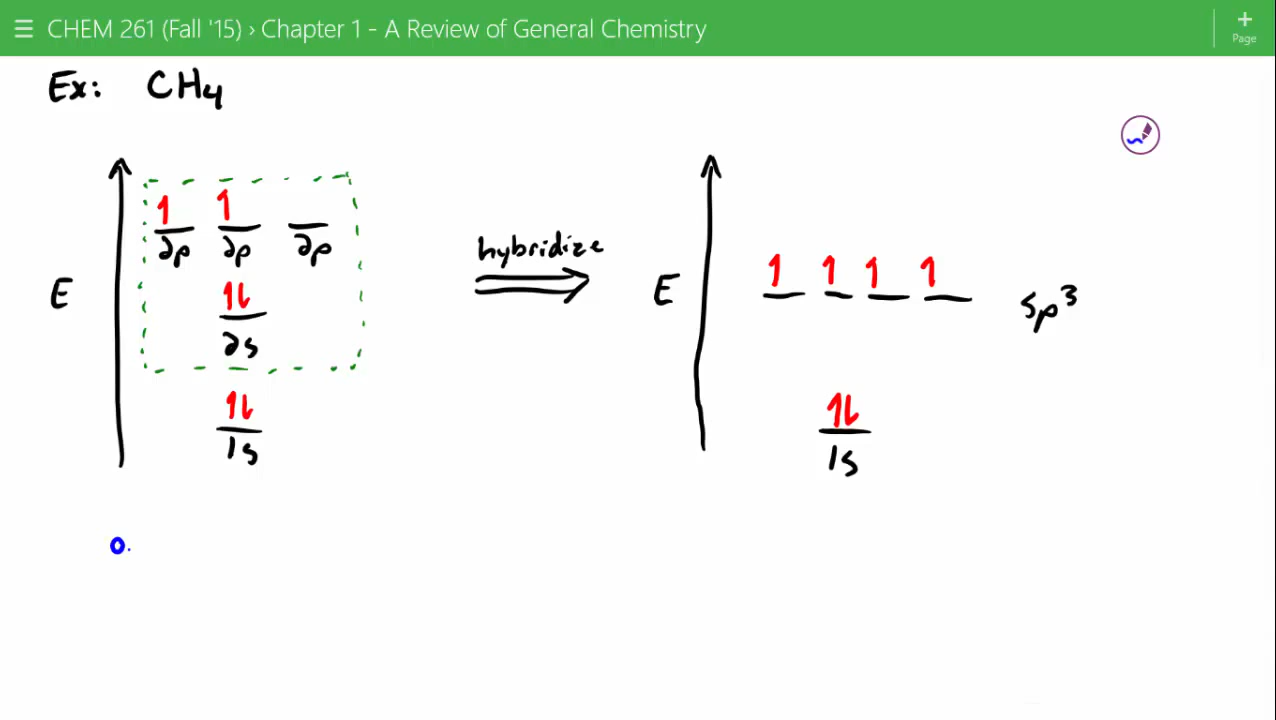 CHEM 261 (Fall '15) › Chapter 1 - A Review of General Chemistry
Page
Ex: CH4
1 1
2p 2p 2p
E
1l
2s
1l
1s
hybridize
E
1 1 1 1
sp³
1l
1s